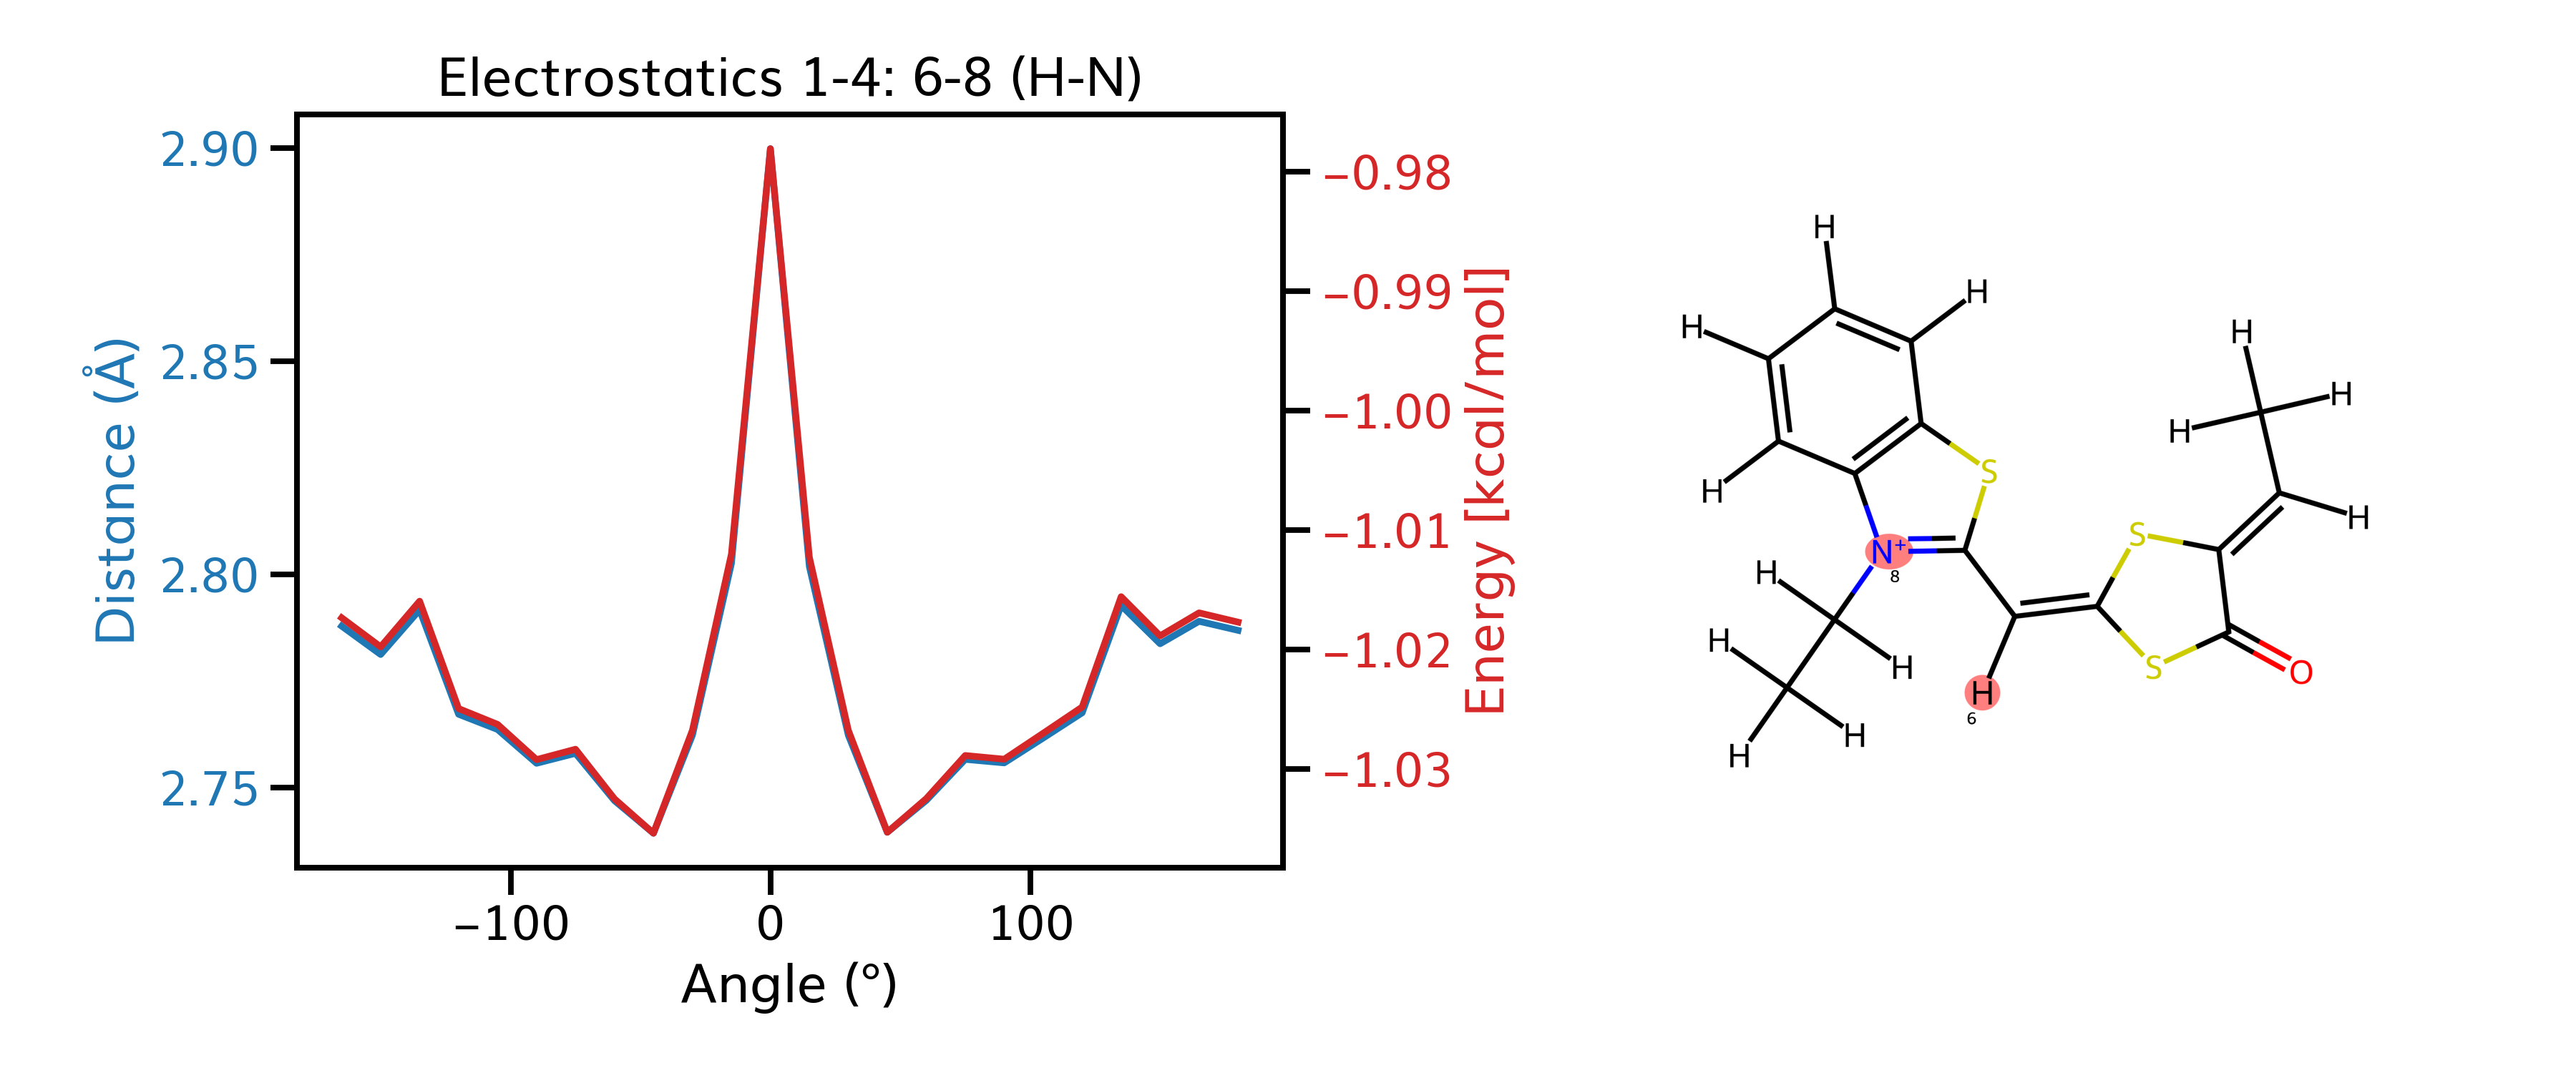 Electrostatics 1-4: 6-8 (H-N)
2.90
2.85
2.80
2.75
Distance (Å)
−0.98
−0.99
−1.00
−1.01
−1.02
−1.03
Energy [kcal/mol]
−100 0 100
Angle (°)
H
H
H
H
H
H
H
S
H
S
H
N⁺
8
H
H
H
S
O
H
6
H
H